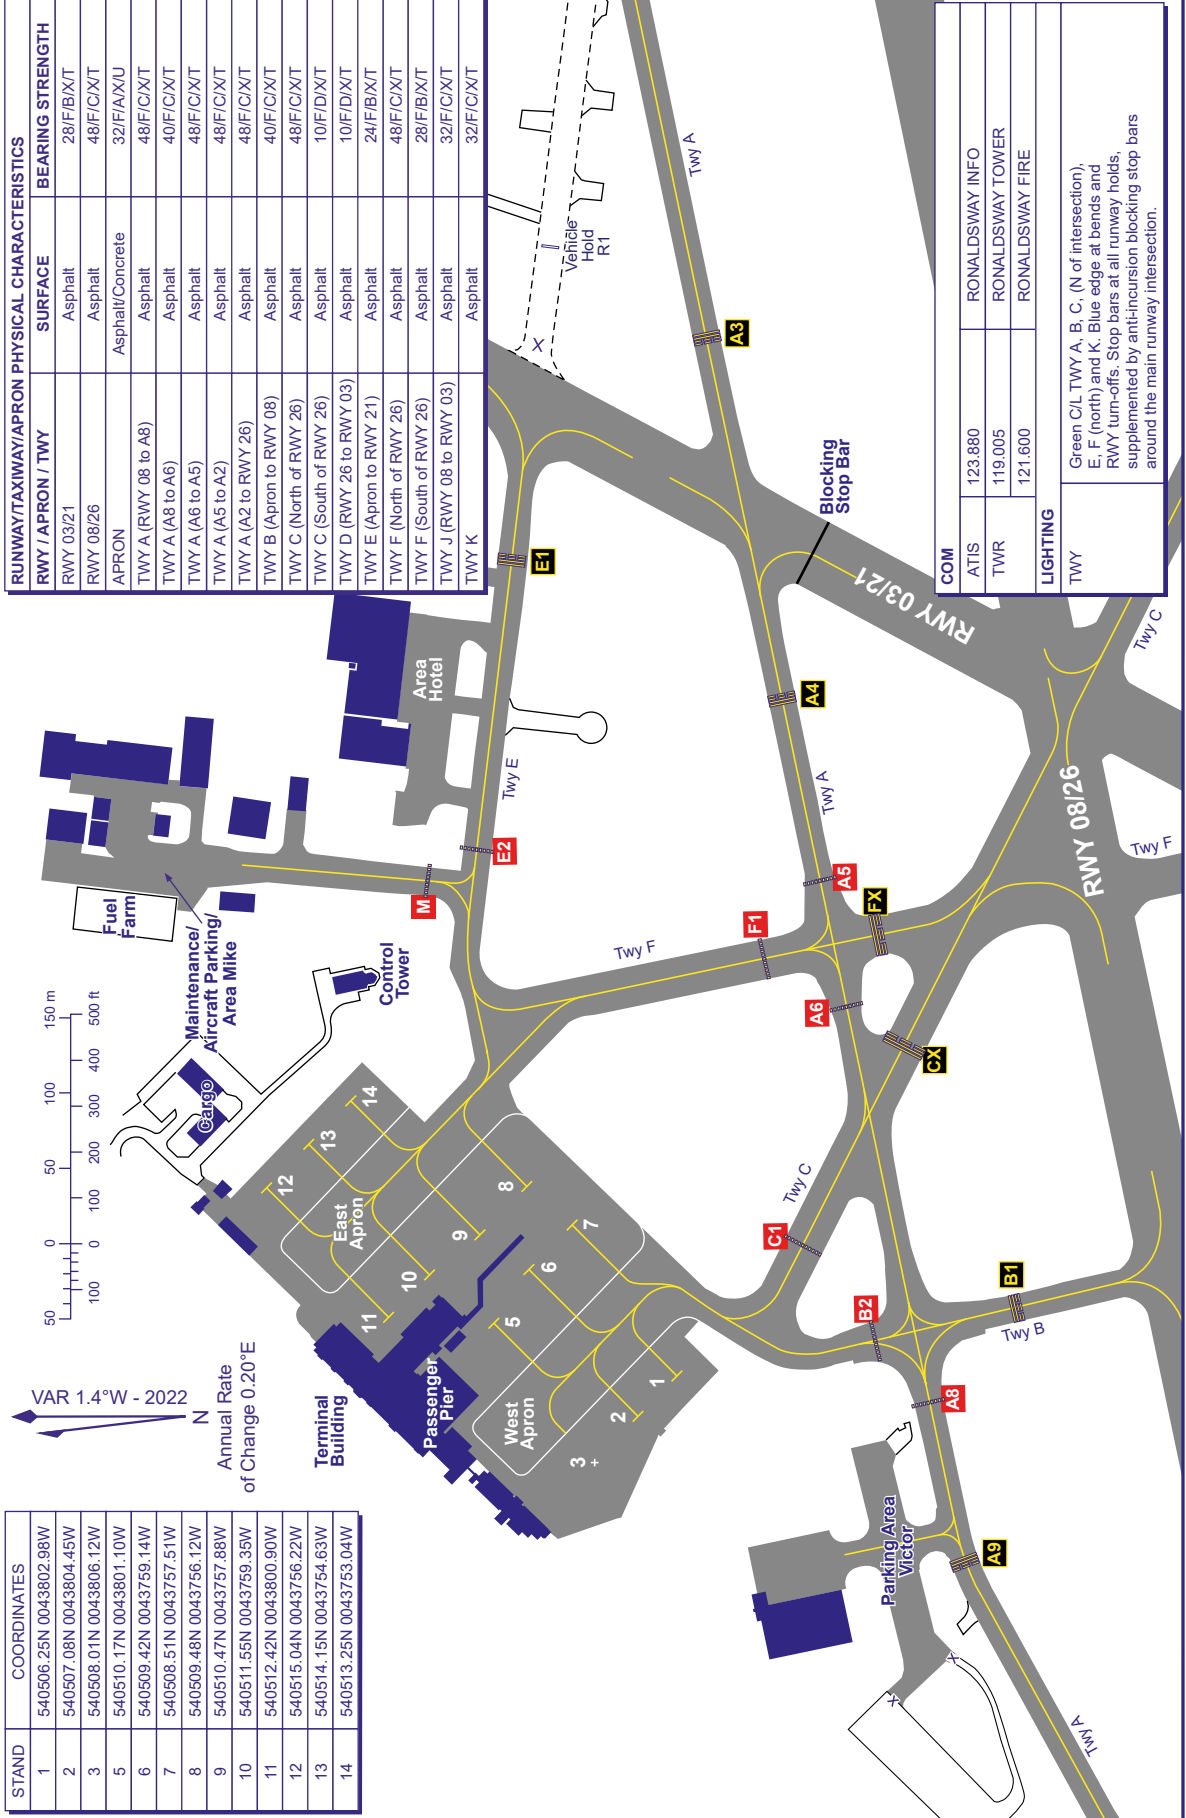 STAND COORDINATES
1 540506.25N 0043802.98W
2 540507.08N 0043804.45W
3 540508.01N 0043806.12W
5 540510.17N 0043801.10W
6 540509.42N 0043759.14W
7 540508.51N 0043757.51W
8 540509.48N 0043756.12W
9 540510.47N 0043757.88W
10 540511.55N 0043759.35W
11 540512.42N 0043800.90W
12 540515.04N 0043756.22W
13 540514.15N 0043754.63W
14 540513.25N 0043753.04W
VAR 1.4°W - 2022
N
Annual Rate
of Change 0.20°E
50 0 50 100 150 m
100 0 100 200 300 400 500 ft
RUNWAY/TAXIWAY/APRON PHYSICAL CHARACTERISTICS
RWY / APRON / TWY SURFACE BEARING STRENGTH
RWY 03/21 Asphalt 28/F/B/X/T
RWY 08/26 Asphalt 48/F/C/X/T
APRON Asphalt/Concrete 32/F/A/X/U
TWY A (RWY 08 to A8) Asphalt 48/F/C/X/T
TWY A (A8 to A6) Asphalt 40/F/C/X/T
TWY A (A6 to A5) Asphalt 48/F/C/X/T
TWY A (A5 to A2) Asphalt 48/F/C/X/T
TWY A (A2 to RWY 26) Asphalt 48/F/C/X/T
TWY B (Apron to RWY 08) Asphalt 40/F/C/X/T
TWY C (North of RWY 26) Asphalt 48/F/C/X/T
TWY C (South of RWY 26) Asphalt 10/F/D/X/T
TWY D (RWY 26 to RWY 03) Asphalt 10/F/D/X/T
TWY E (Apron to RWY 21) Asphalt 24/F/B/X/T
TWY F (North of RWY 26) Asphalt 48/F/C/X/T
TWY F (South of RWY 26) Asphalt 28/F/B/X/T
TWY J (RWY 08 to RWY 03) Asphalt 32/F/C/X/T
TWY K Asphalt 32/F/C/X/T
Fuel
Farm
Maintenance/
Aircraft Parking/
Area Mike
Cargo
Control
Tower
Area
Hotel
M
E2
Twy E
E1
X
Vehicle
Hold
R1
Terminal
Building
Passenger
Pier
East
Apron
West
Apron
12
13
14
11
10
9
8
7
6
5
3
2
1
Twy F
F1
A6
A5
FX
CX
Twy A
A4
Blocking
Stop Bar
A3
Twy A
RWY 03/21
Twy C
C1
B2
B1
Twy B
A8
Parking Area
Victor
A9
X
X
Twy A
RWY 08/26
Twy F
Twy C
COM
ATIS 123.880 RONALDSWAY INFO
TWR 119.005 RONALDSWAY TOWER
121.600 RONALDSWAY FIRE
LIGHTING
TWY Green C/L TWY A, B, C, (N of intersection),
E, F (north) and K. Blue edge at bends and
RWY turn-offs. Stop bars at all runway holds,
supplemented by anti-incursion blocking stop bars
around the main runway intersection.